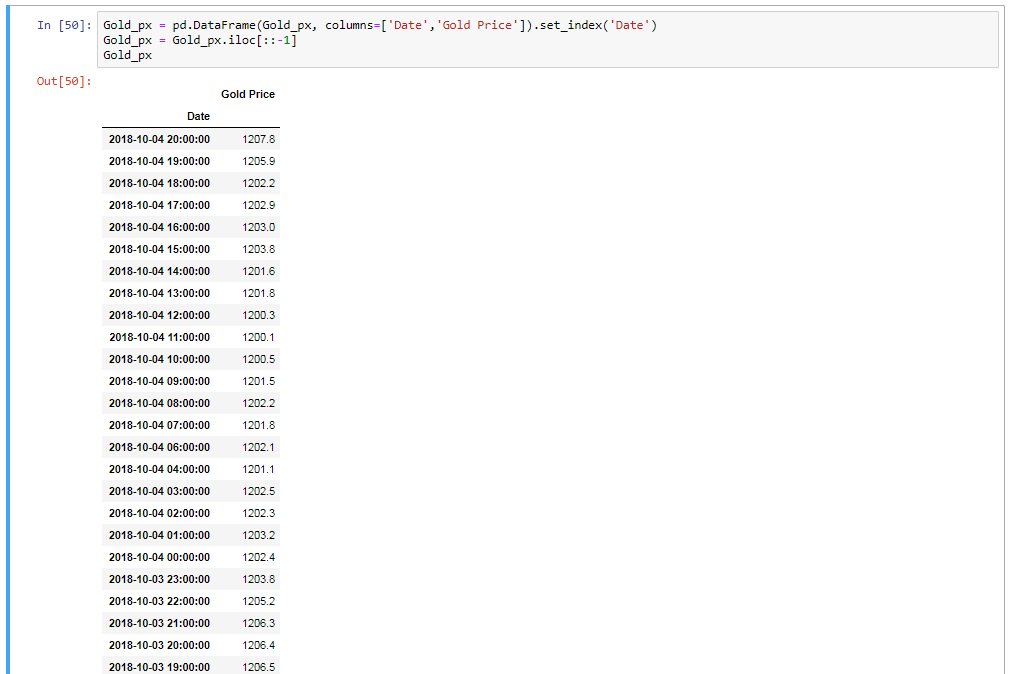 In [50]: Gold_px = pd.DataFrame(Gold_px, columns=['Date','Gold Price']).set_index('Date')
Gold_px = Gold_px.iloc[::-1]
Gold_px
Out[50]:
Gold Price
Date
2018-10-04 20:00:00 1207.8
2018-10-04 19:00:00 1205.9
2018-10-04 18:00:00 1202.2
2018-10-04 17:00:00 1202.9
2018-10-04 16:00:00 1203.0
2018-10-04 15:00:00 1203.8
2018-10-04 14:00:00 1201.6
2018-10-04 13:00:00 1201.8
2018-10-04 12:00:00 1200.3
2018-10-04 11:00:00 1200.1
2018-10-04 10:00:00 1200.5
2018-10-04 09:00:00 1201.5
2018-10-04 08:00:00 1202.2
2018-10-04 07:00:00 1201.8
2018-10-04 06:00:00 1202.1
2018-10-04 04:00:00 1201.1
2018-10-04 03:00:00 1202.5
2018-10-04 02:00:00 1202.3
2018-10-04 01:00:00 1203.2
2018-10-04 00:00:00 1202.4
2018-10-03 23:00:00 1203.8
2018-10-03 22:00:00 1205.2
2018-10-03 21:00:00 1206.3
2018-10-03 20:00:00 1206.4
2018-10-03 19:00:00 1206.5